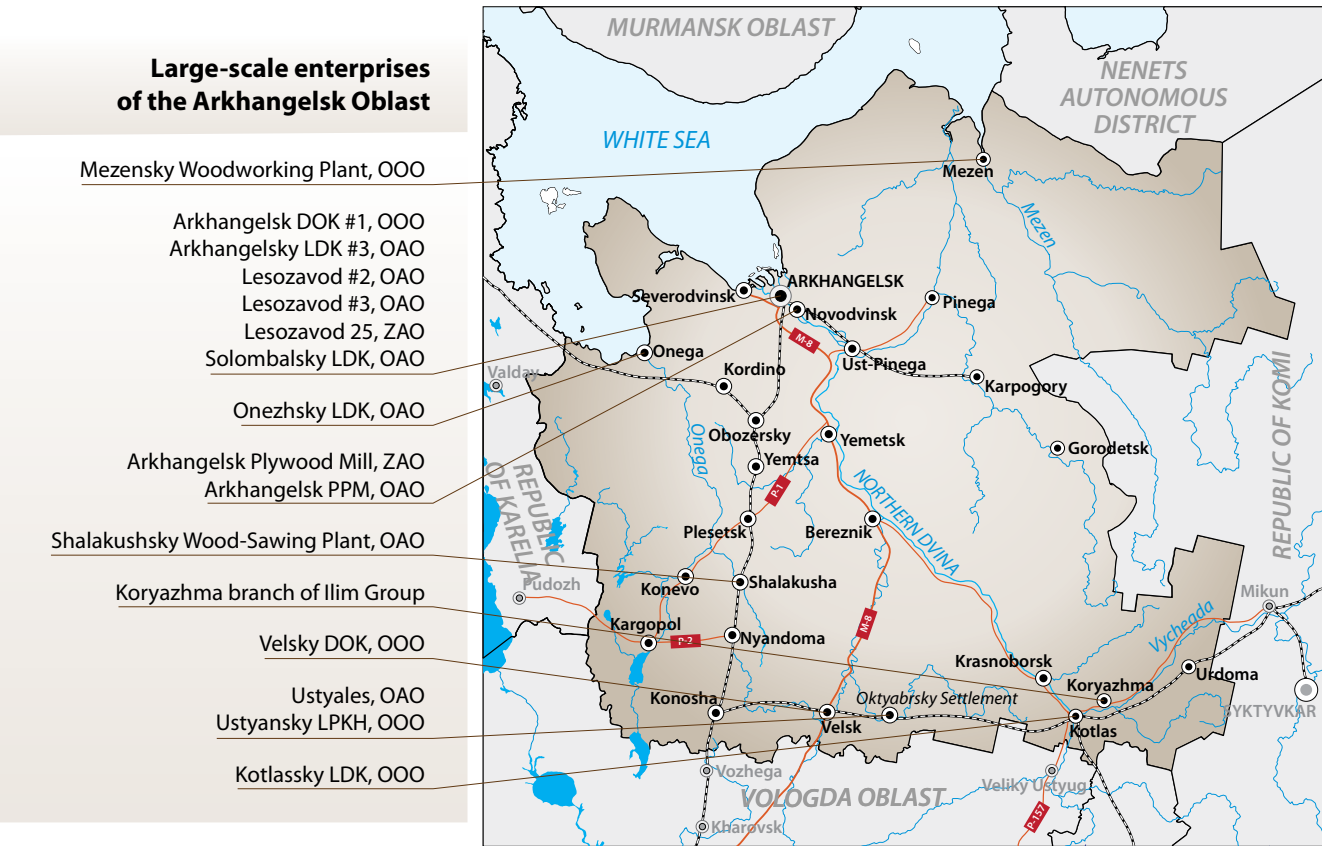 Large-scale enterprises
of the Arkhangelsk Oblast
Mezensky Woodworking Plant, OOO
Arkhangelsk DOK #1, OOO
Arkhangelsky LDK #3, OAO
Lesozavod #2, OAO
Lesozavod #3, OAO
Lesozavod 25, ZAO
Solombalsky LDK, OAO
Onezhsky LDK, OAO
Arkhangelsk Plywood Mill, ZAO
Arkhangelsk PPM, OAO
Shalakushsky Wood-Sawing Plant, OAO
Koryazhma branch of Ilim Group
Velsky DOK, OOO
Ustyales, OAO
Ustyansky LPKH, OOO
Kotlassky LDK, OOO
MURMANSK OBLAST
NENETS
AUTONOMOUS
DISTRICT
WHITE SEA
Mezen
Mezen
ARKHANGELSK
Severodvinsk
Novodvinsk
Pinega
M-8
Onega
Ust-Pinega
Kordino
Valday
Karpogory
Obozersky
Yemetsk
Onega
Gorodetsk
Yemtsa
REPUBLIC OF KOMI
REPUBLIC
OF KARELIA
P-1
NORTHERN DVINA
Plesetsk
Bereznik
Konevo
Shalakusha
Pudozh
Mikun
Kargopol
P-2
Nyandoma
M-8
Vychegda
Krasnoborsk
Koryazhma
Urdoma
Konosha
Oktyabrsky Settlement
Velsk
Kotlas
SYKTYVKAR
Vozhega
Veliky Ustyug
VOLOGDA OBLAST
Kharovsk
P-157